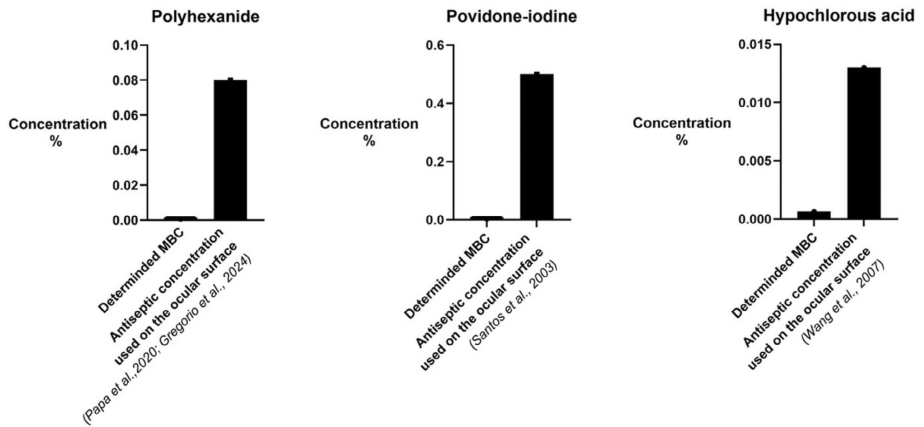 Polyhexanide
0.10
0.08
0.06
0.04
0.02
0.00
Concentration
%
Determinded MBC
Antiseptic concentration
used on the ocular surface
(Papa et al.,2020; Gregorio et al., 2024)
Povidone-iodine
0.6
0.4
0.2
0.0
Concentration
%
Determinded MBC
Antiseptic concentration
used on the ocular surface
(Santos et al., 2003)
Hypochlorous acid
0.015
0.010
0.005
0.000
Concentration
%
Determinded MBC
Antiseptic concentration
used on the ocular surface
(Wang et al., 2007)